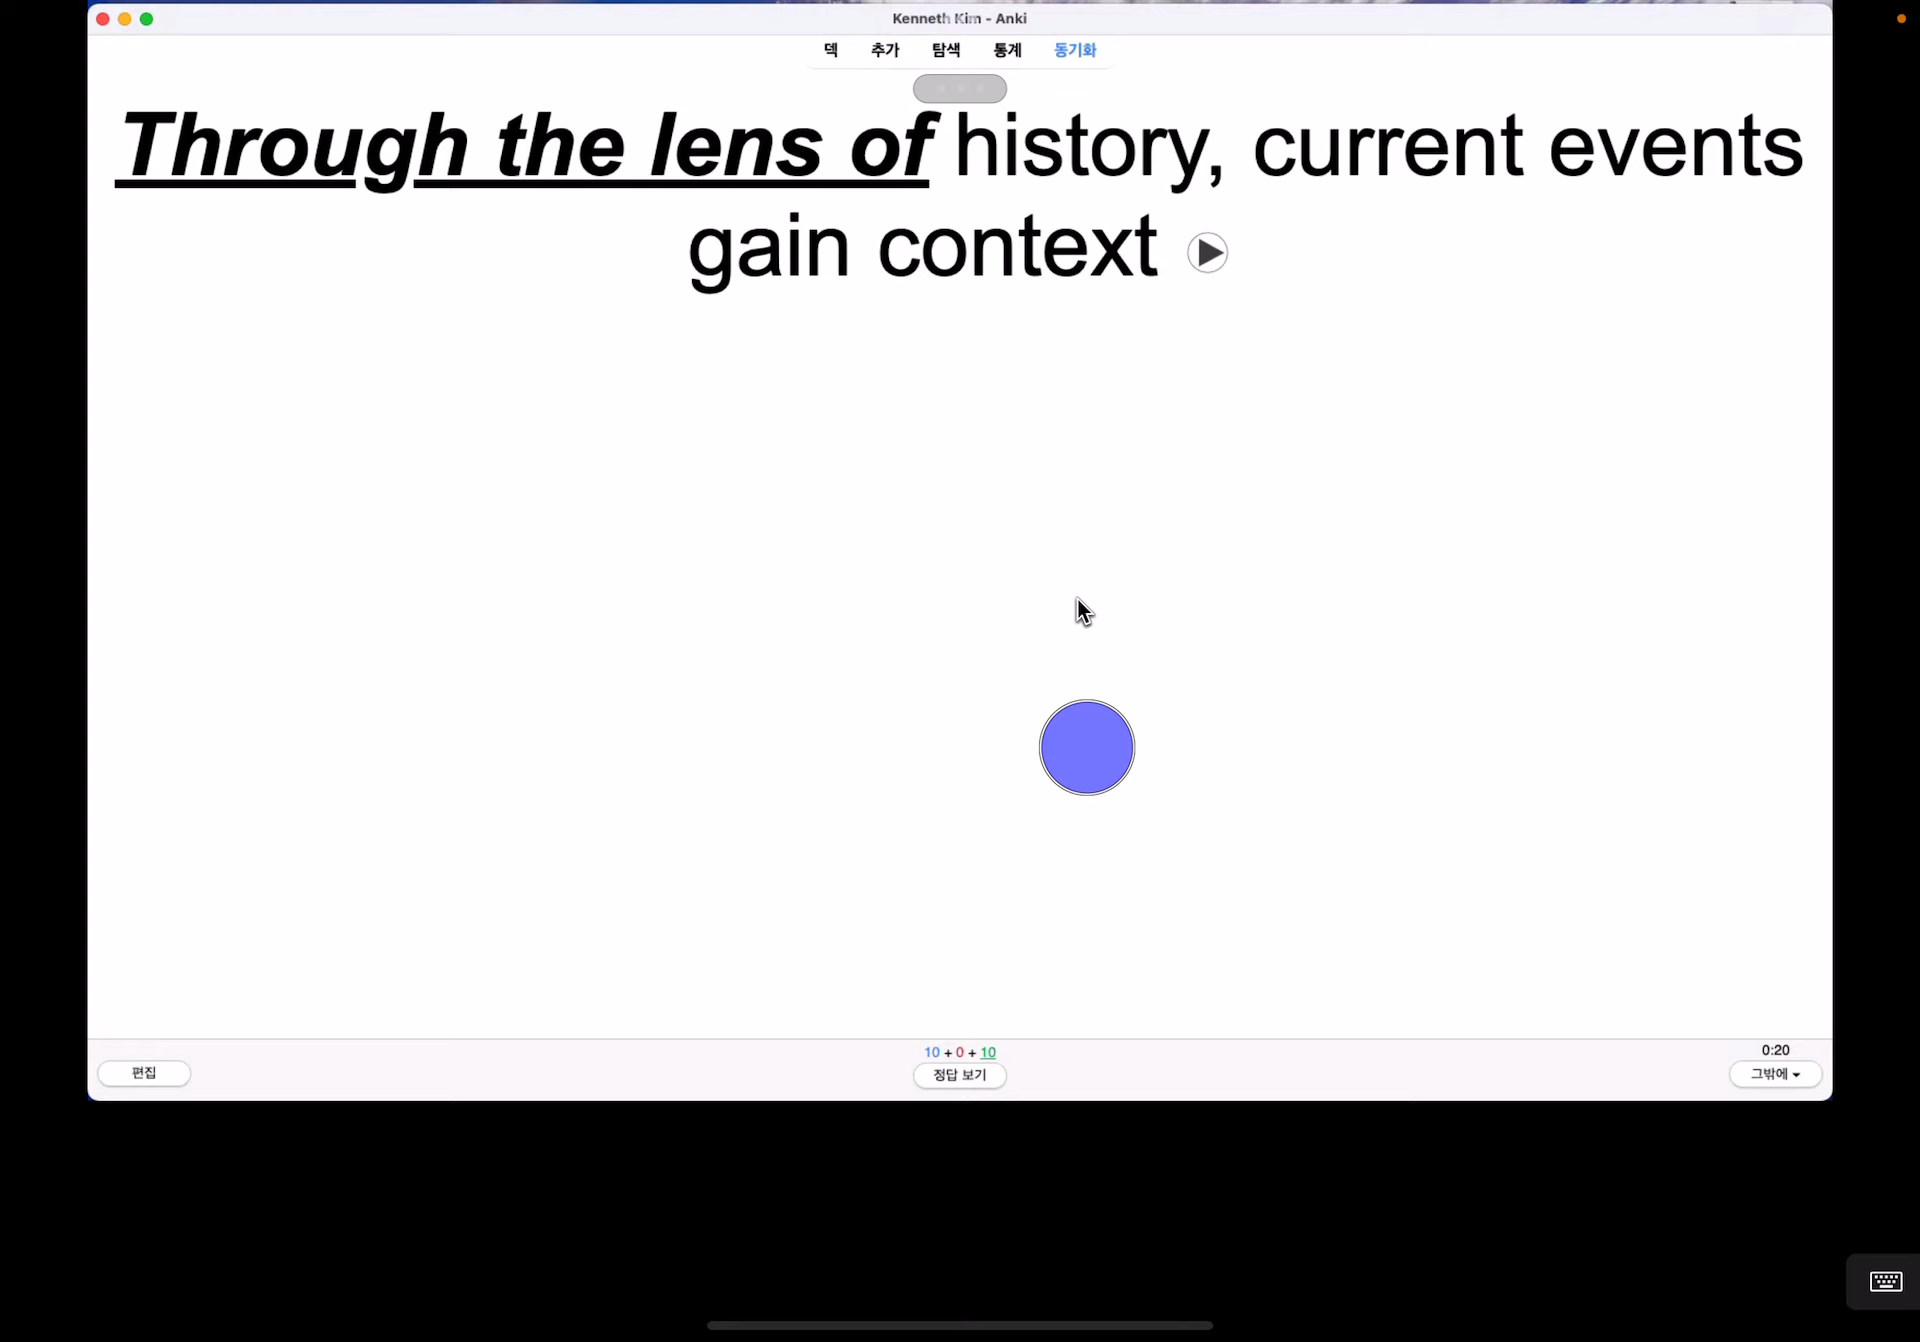 Kenneth Kim - Anki
덱 추가 탐색 통계 동기화
Through the lens of history, current events
gain context
10 + 0 + 10
0:20
편집
정답 보기
그밖에